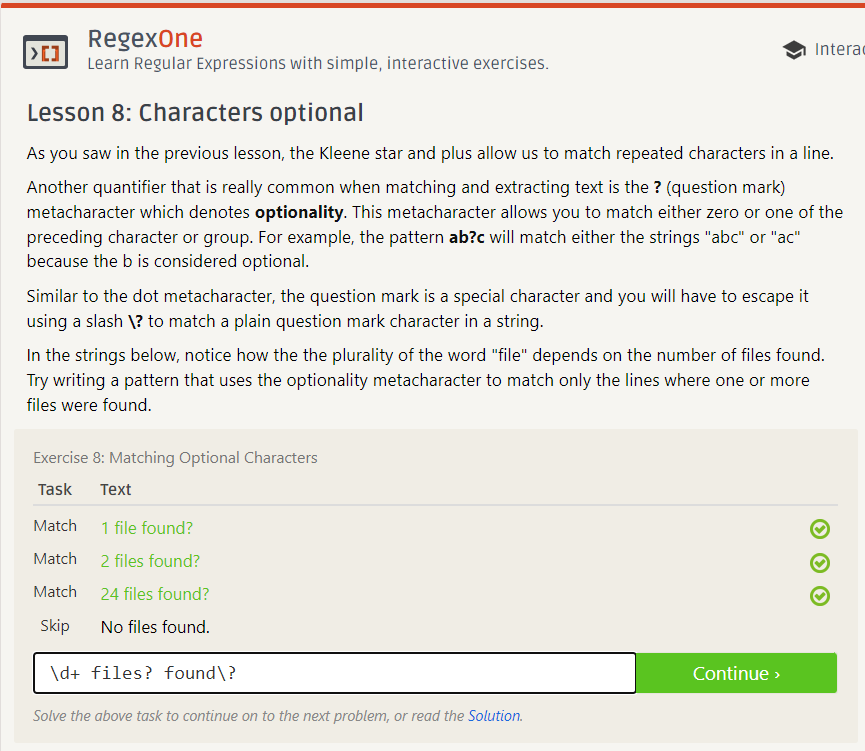 RegexOne
Learn Regular Expressions with simple, interactive exercises.
Lesson 8: Characters optional
As you saw in the previous lesson, the Kleene star and plus allow us to match repeated characters in a line.
Another quantifier that is really common when matching and extracting text is the ? (question mark)
metacharacter which denotes optionality. This metacharacter allows you to match either zero or one of the
preceding character or group. For example, the pattern ab?c will match either the strings "abc" or "ac"
because the b is considered optional.
Similar to the dot metacharacter, the question mark is a special character and you will have to escape it
using a slash \? to match a plain question mark character in a string.
In the strings below, notice how the the plurality of the word "file" depends on the number of files found.
Try writing a pattern that uses the optionality metacharacter to match only the lines where one or more
files were found.
Exercise 8: Matching Optional Characters
Task Text
Match 1 file found?
Match 2 files found?
Match 24 files found?
Skip No files found.
\d+ files? found\?
Continue ›
Solve the above task to continue on to the next problem, or read the Solution.